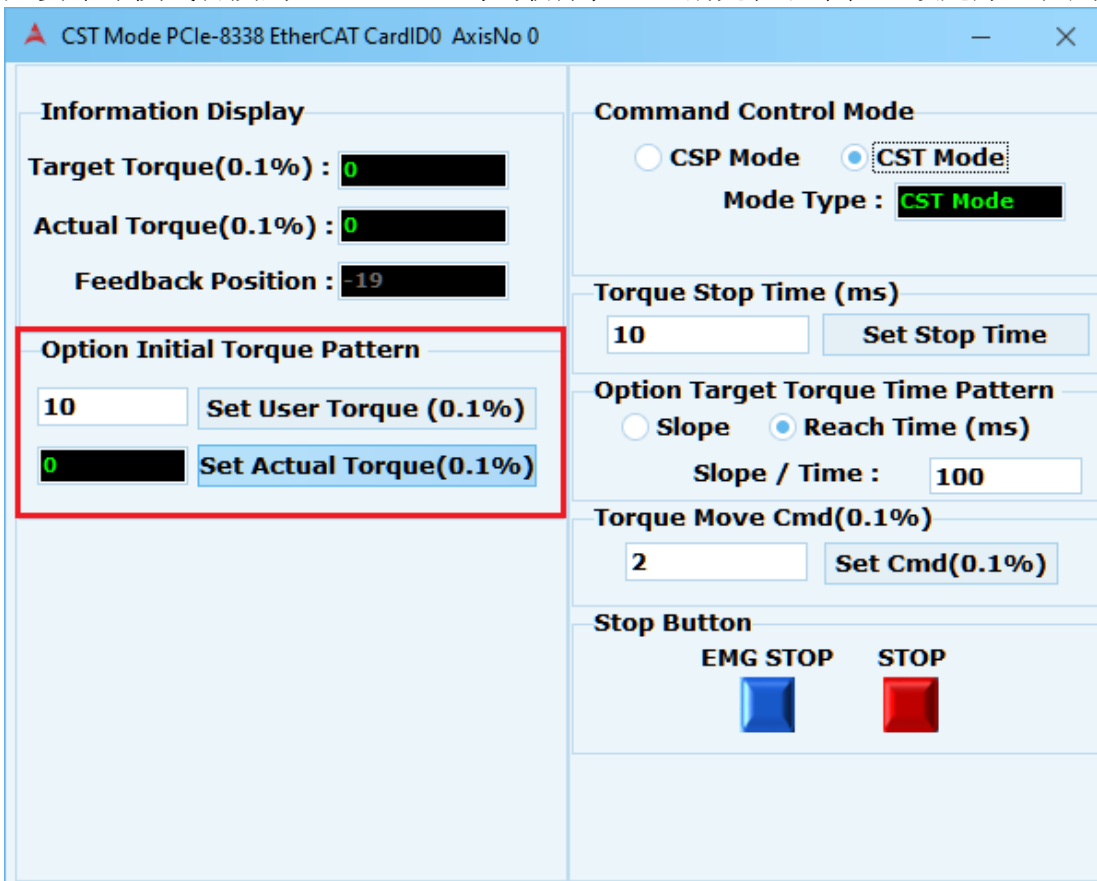 CST Mode PCIe-8338 EtherCAT CardID0 AxisNo 0
Information Display
Target Torque(0.1%) : 0
Actual Torque(0.1%) : 0
Feedback Position : -19
Option Initial Torque Pattern
10 Set User Torque (0.1%)
0 Set Actual Torque(0.1%)
Command Control Mode
CSP Mode CST Mode
Mode Type : CST Mode
Torque Stop Time (ms)
10 Set Stop Time
Option Target Torque Time Pattern
Slope Reach Time (ms)
Slope / Time : 100
Torque Move Cmd(0.1%)
2 Set Cmd(0.1%)
Stop Button
EMG STOP STOP